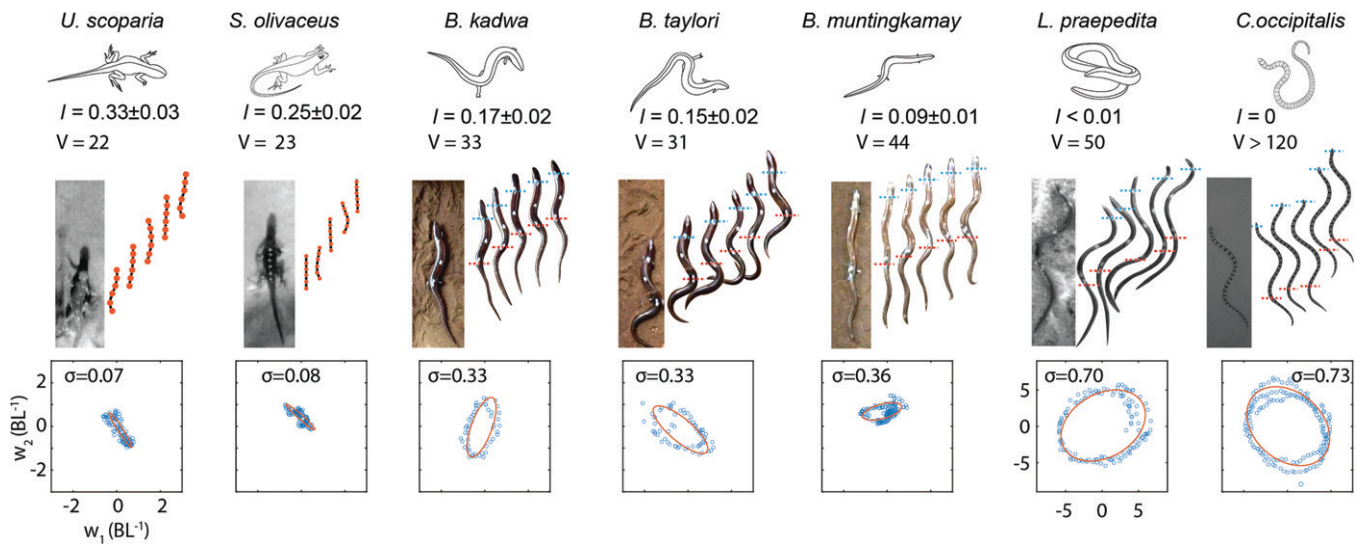 U. scoparia S. olivaceus B. kadwa B. taylori B. muntingkamay L. praepedita C.occipitalis
I = 0.33±0.03 I = 0.25±0.02 I = 0.17±0.02 I = 0.15±0.02 I = 0.09±0.01 I < 0.01 I = 0
V = 22 V = 23 V = 33 V = 31 V = 44 V = 50 V > 120
σ=0.07 σ=0.08 σ=0.33 σ=0.33 σ=0.36 σ=0.70 σ=0.73
w₂ (BL⁻¹)
2 5
0 0
-2 -5
-2 0 2 -5 0 5
w₁ (BL⁻¹)